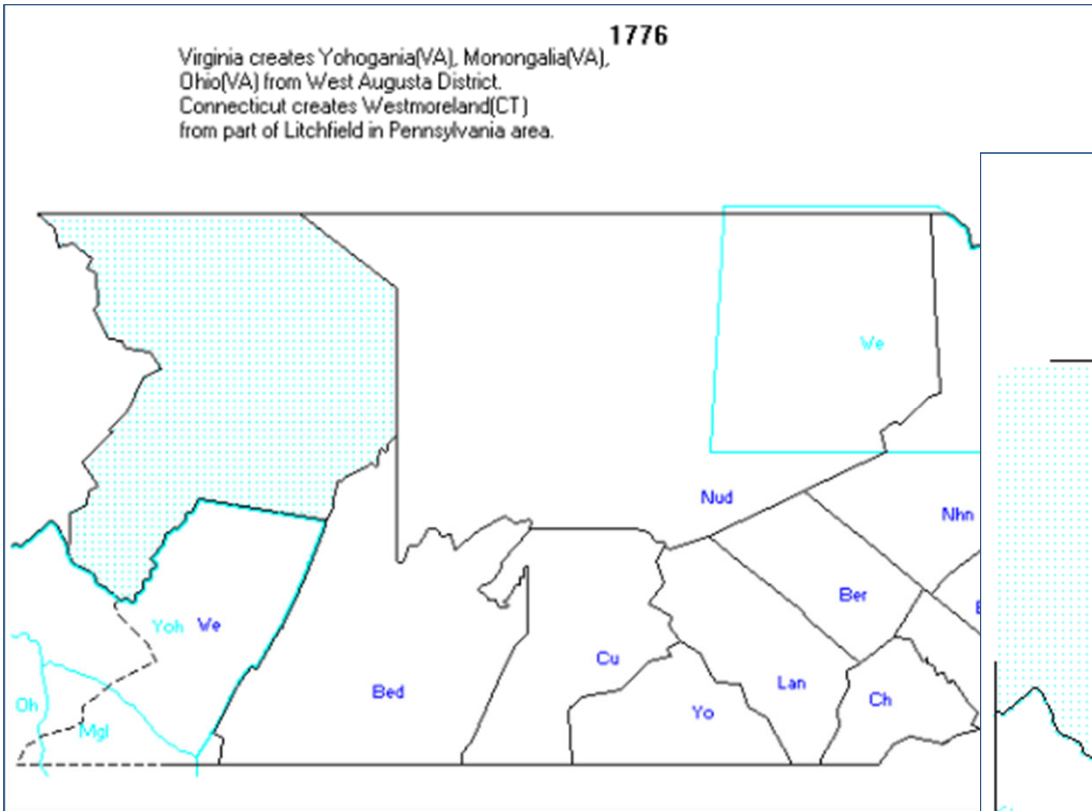 1776
Virginia creates Yohogania(VA), Monongalia(VA),
Ohio(VA) from West Augusta District.
Connecticut creates Westmoreland(CT)
from part of Litchfield in Pennsylvania area.
We
Nud
Nhn
Ber
Yoh We
Cu
Bed
Lan
Ch
Oh
Yo
Mgl